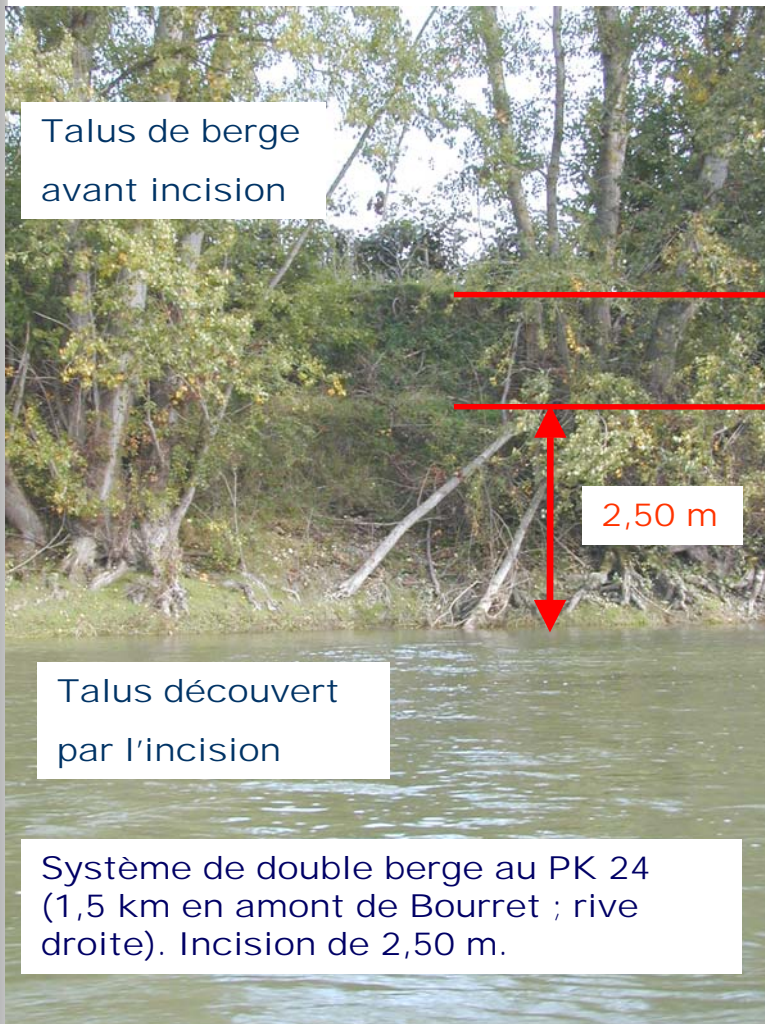 Talus de berge
avant incision
2,50 m
Talus découvert
par l'incision
Système de double berge au PK 24
(1,5 km en amont de Bourret ; rive
droite). Incision de 2,50 m.